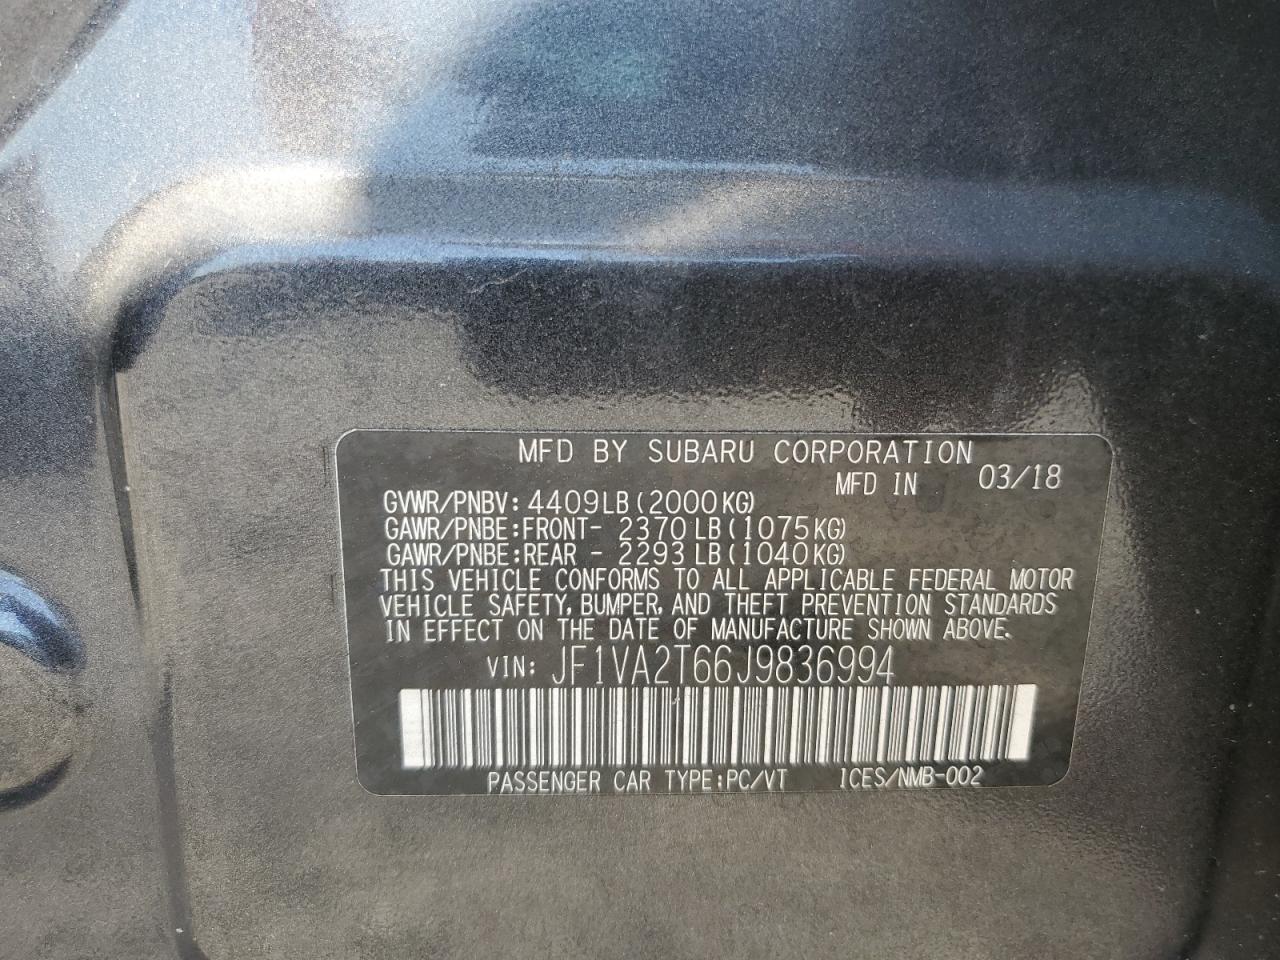 MFD BY SUBARU CORPORATION
MFD IN 03/18
GVWR/PNBV: 4409LB (2000KG)
GAWR/PNBE:FRONT- 2370 LB (1075KG)
GAWR/PNBE:REAR - 2293 LB (1040KG)
THIS VEHICLE CONFORMS TO ALL APPLICABLE FEDERAL MOTOR
VEHICLE SAFETY, BUMPER, AND THEFT PREVENTION STANDARDS
IN EFFECT ON THE DATE OF MANUFACTURE SHOWN ABOVE.
VIN: JF1VA2T66J9836994
PASSENGER CAR TYPE:PC/VT ICES/NMB-002